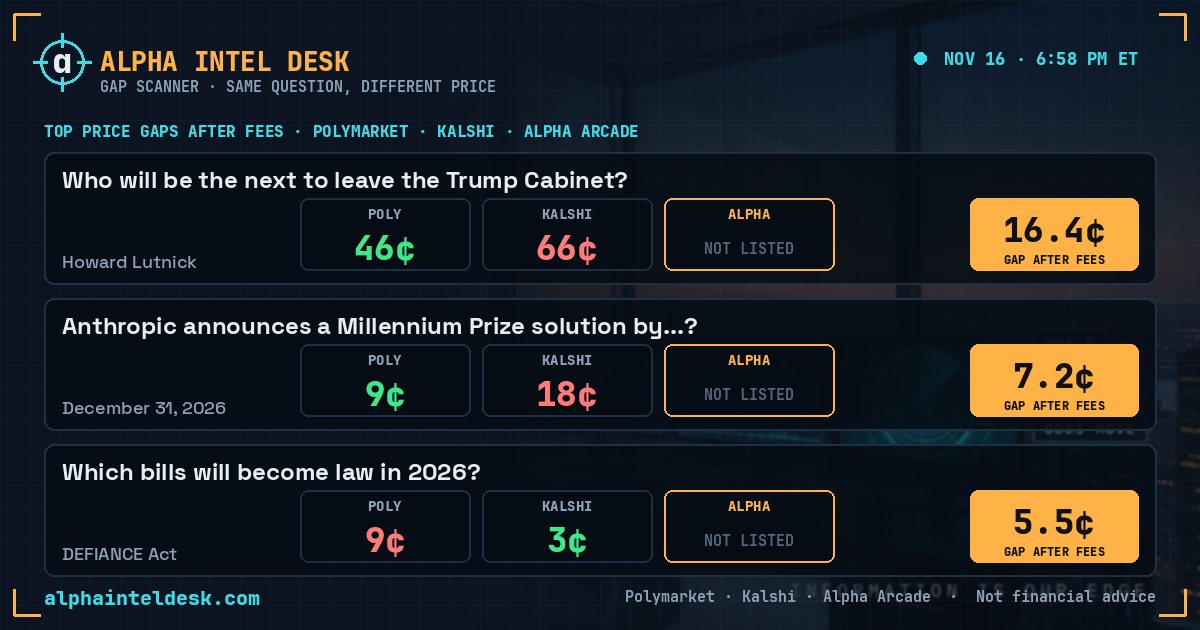 α ALPHA INTEL DESK
GAP SCANNER · SAME QUESTION, DIFFERENT PRICE
NOV 16 · 6:58 PM ET
TOP PRICE GAPS AFTER FEES · POLYMARKET · KALSHI · ALPHA ARCADE
Who will be the next to leave the Trump Cabinet?
Howard Lutnick
POLY
46¢
KALSHI
66¢
ALPHA
NOT LISTED
16.4¢
GAP AFTER FEES
Anthropic announces a Millennium Prize solution by...?
December 31, 2026
POLY
9¢
KALSHI
18¢
ALPHA
NOT LISTED
7.2¢
GAP AFTER FEES
Which bills will become law in 2026?
DEFIANCE Act
POLY
9¢
KALSHI
3¢
ALPHA
NOT LISTED
5.5¢
GAP AFTER FEES
INFORMATION IS OUR EDGE
alphainteldesk.com
Polymarket · Kalshi · Alpha Arcade · Not financial advice